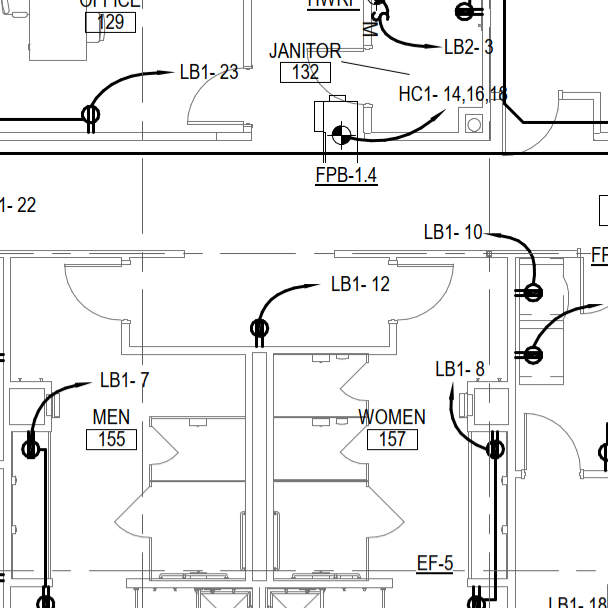 OFFICE
129
HWRP
M
LB2- 3
JANITOR
132
LB1- 23
HC1- 14,16,18
FPB-1.4
1- 22
LB1- 10
FP
LB1- 12
LB1- 7
LB1- 8
MEN
155
WOMEN
157
EF-5
LB1- 18